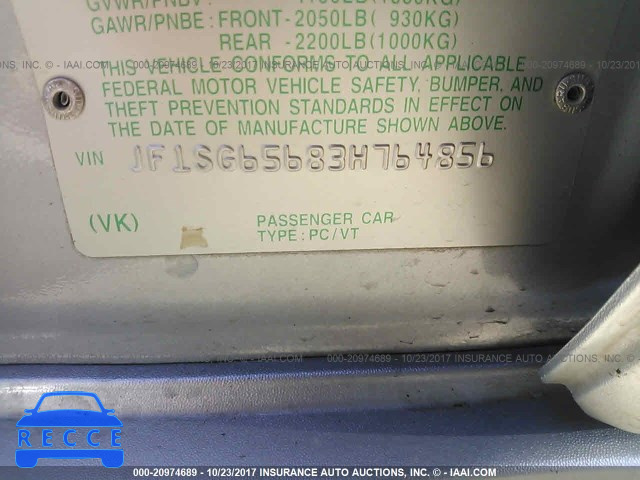 GVWR/PNBV
GAWR/PNBE:FRONT-2050LB( 930KG)
REAR -2200LB(1000KG)
THIS VEHICLE CONFORMS TO ALL APPLICABLE
FEDERAL MOTOR VEHICLE SAFETY, BUMPER, AND
THEFT PREVENTION STANDARDS IN EFFECT ON
THE DATE OF MANUFACTURE SHOWN ABOVE.
VIN JF1SG65683H764856
(VK) PASSENGER CAR
TYPE:PC/VT
000-20974689 - 10/23/2017 INSURANCE AUTO AUCTIONS, INC. - © IAAI.COM
RECCE
000-20974689 - 10/23/2017 INSURANCE AUTO AUCTIONS, INC. - © IAAI.COM